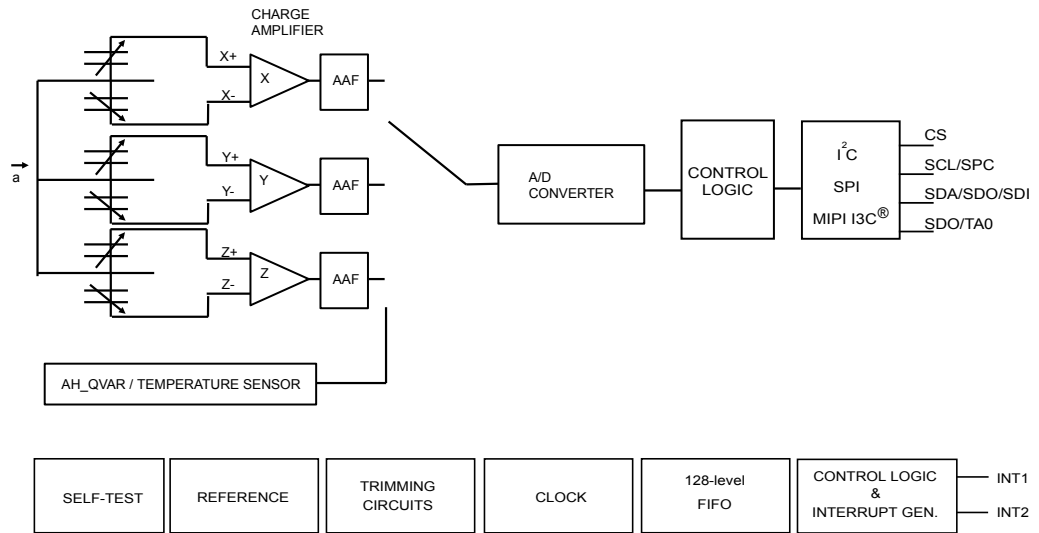 CHARGE
AMPLIFIER
X+
X
X-
AAF
Y+
Y
Y-
AAF
Z+
Z
Z-
AAF
a
A/D
CONVERTER
CONTROL
LOGIC
I²C
SPI
MIPI I3C®
CS
SCL/SPC
SDA/SDO/SDI
SDO/TA0
AH_QVAR / TEMPERATURE SENSOR
SELF-TEST
REFERENCE
TRIMMING
CIRCUITS
CLOCK
128-level
FIFO
CONTROL LOGIC
&
INTERRUPT GEN.
INT1
INT2